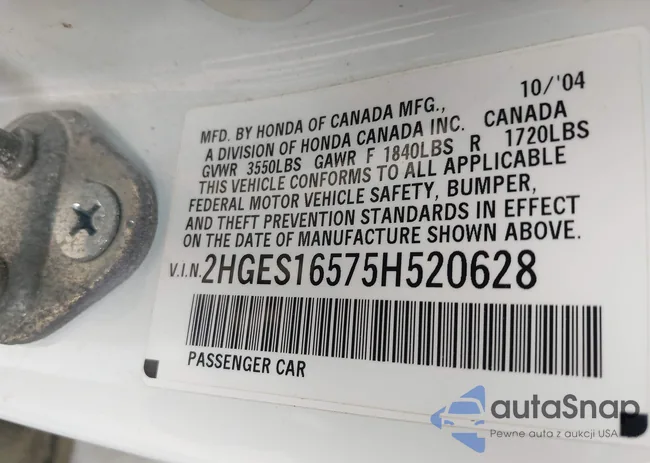 10/'04
MFD. BY HONDA OF CANADA MFG.,
A DIVISION OF HONDA CANADA INC. CANADA
GVWR 3550LBS GAWR F 1840LBS R 1720LBS
THIS VEHICLE CONFORMS TO ALL APPLICABLE
FEDERAL MOTOR VEHICLE SAFETY, BUMPER,
AND THEFT PREVENTION STANDARDS IN EFFECT
ON THE DATE OF MANUFACTURE SHOWN ABOVE.
V.I.N. 2HGES16575H520628
PASSENGER CAR
autaSnap
Pewne auta z aukcji USA